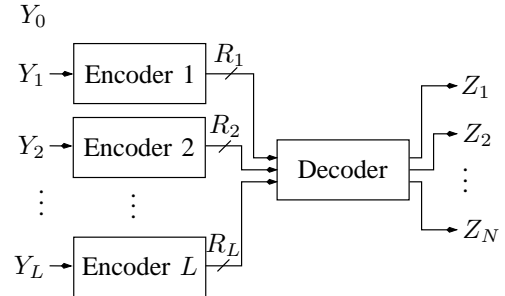 Y_0
Y_1 Encoder 1 R_1
Y_2 Encoder 2 R_2
⋮ ⋮
Y_L Encoder L R_L
Decoder
Z_1
Z_2
⋮
Z_N